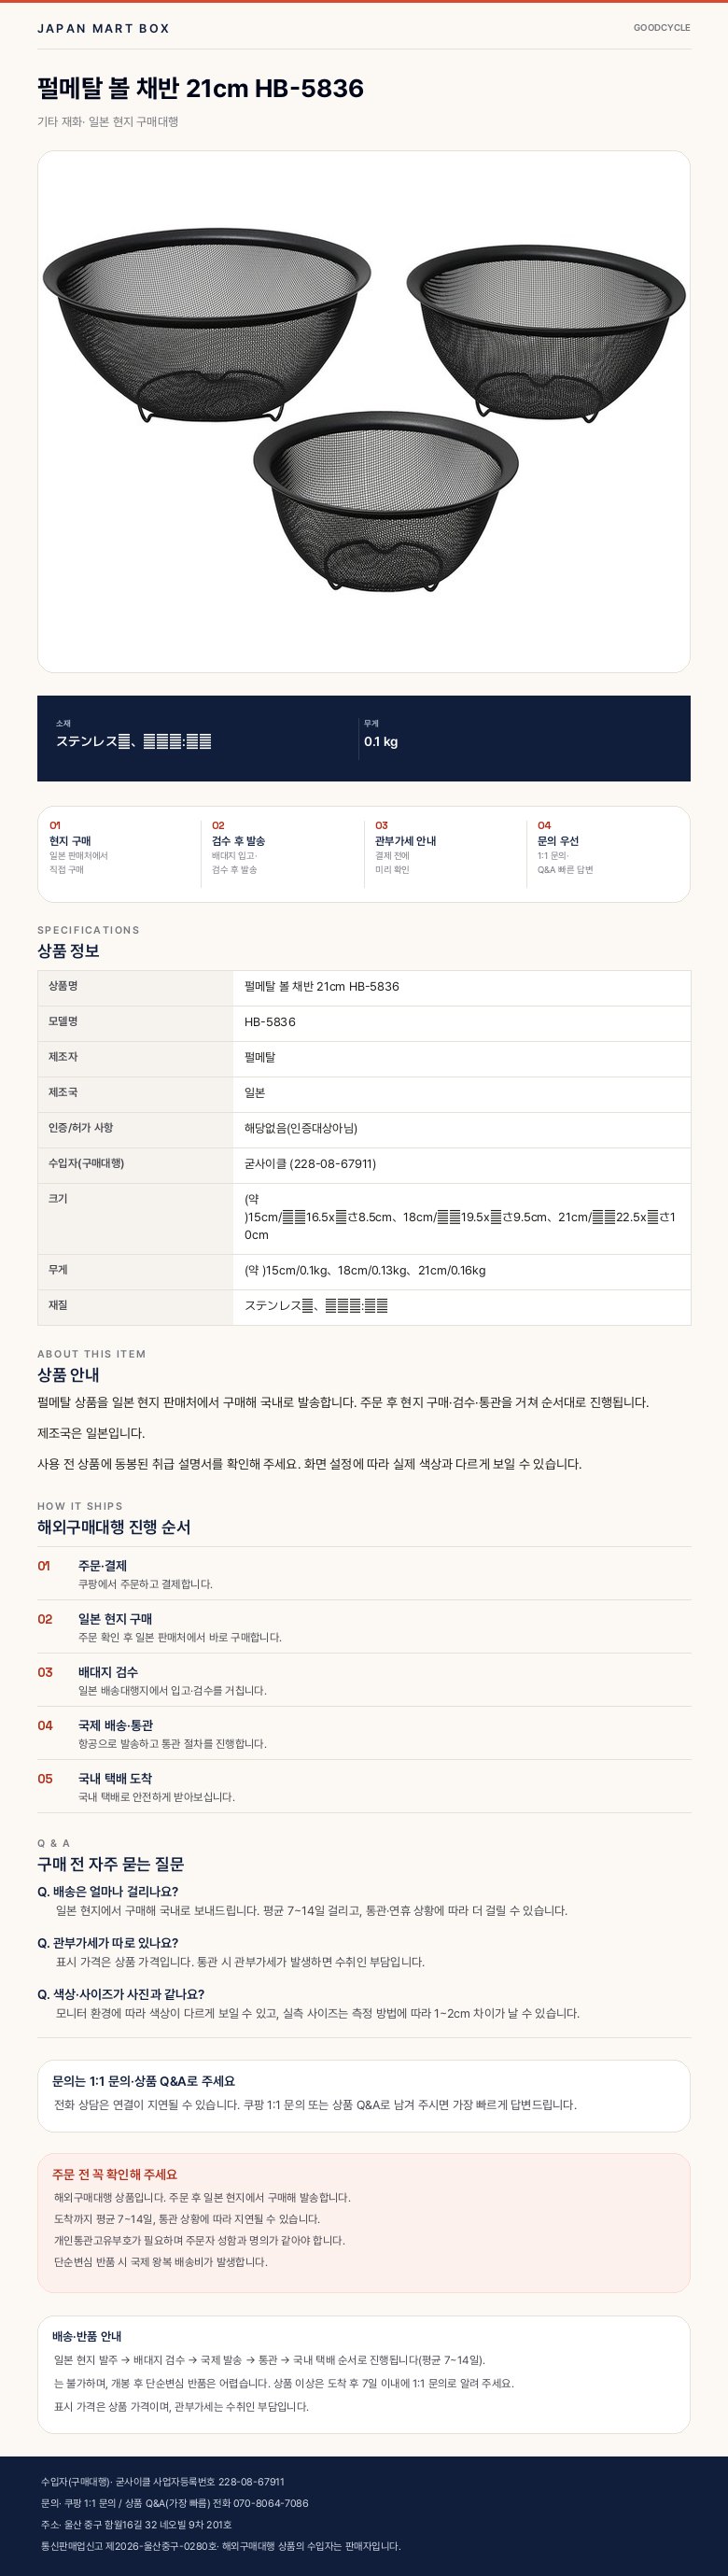 JAPAN MART BOX
GOODCYCLE
펄메탈 볼 채반 21cm HB-5836
기타 재화· 일본 현지 구매대행
소재
ステンレス、:
무게
0.1 kg
01
현지 구매
일본 판매처에서
직접 구매
02
검수 후 발송
배대지 입고·
검수 후 발송
03
관부가세 안내
결제 전에
미리 확인
04
문의 우선
1:1 문의·
Q&A 빠른 답변
SPECIFICATIONS
상품 정보
상품명 펄메탈 볼 채반 21cm HB-5836
모델명 HB-5836
제조자 펄메탈
제조국 일본
인증/허가 사항 해당없음(인증대상아님)
수입자(구매대행) 굳사이클 (228-08-67911)
크기 (약
)15cm/16.5xさ8.5cm、18cm/19.5xさ9.5cm、21cm/22.5xさ1
0cm
무게 (약 )15cm/0.1kg、18cm/0.13kg、21cm/0.16kg
재질 ステンレス、:
ABOUT THIS ITEM
상품 안내
펄메탈 상품을 일본 현지 판매처에서 구매해 국내로 발송합니다. 주문 후 현지 구매·검수·통관을 거쳐 순서대로 진행됩니다.
제조국은 일본입니다.
사용 전 상품에 동봉된 취급 설명서를 확인해 주세요. 화면 설정에 따라 실제 색상과 다르게 보일 수 있습니다.
HOW IT SHIPS
해외구매대행 진행 순서
01 주문·결제
쿠팡에서 주문하고 결제합니다.
02 일본 현지 구매
주문 확인 후 일본 판매처에서 바로 구매합니다.
03 배대지 검수
일본 배송대행지에서 입고·검수를 거칩니다.
04 국제 배송·통관
항공으로 발송하고 통관 절차를 진행합니다.
05 국내 택배 도착
국내 택배로 안전하게 받아보십니다.
Q & A
구매 전 자주 묻는 질문
Q. 배송은 얼마나 걸리나요?
일본 현지에서 구매해 국내로 보내드립니다. 평균 7~14일 걸리고, 통관·연휴 상황에 따라 더 걸릴 수 있습니다.
Q. 관부가세가 따로 있나요?
표시 가격은 상품 가격입니다. 통관 시 관부가세가 발생하면 수취인 부담입니다.
Q. 색상·사이즈가 사진과 같나요?
모니터 환경에 따라 색상이 다르게 보일 수 있고, 실측 사이즈는 측정 방법에 따라 1~2cm 차이가 날 수 있습니다.
문의는 1:1 문의·상품 Q&A로 주세요
전화 상담은 연결이 지연될 수 있습니다. 쿠팡 1:1 문의 또는 상품 Q&A로 남겨 주시면 가장 빠르게 답변드립니다.
주문 전 꼭 확인해 주세요
해외구매대행 상품입니다. 주문 후 일본 현지에서 구매해 발송합니다.
도착까지 평균 7~14일, 통관 상황에 따라 지연될 수 있습니다.
개인통관고유부호가 필요하며 주문자 성함과 명의가 같아야 합니다.
단순변심 반품 시 국제 왕복 배송비가 발생합니다.
배송·반품 안내
일본 현지 발주 → 배대지 검수 → 국제 발송 → 통관 → 국내 택배 순서로 진행됩니다(평균 7~14일).
는 불가하며, 개봉 후 단순변심 반품은 어렵습니다. 상품 이상은 도착 후 7일 이내에 1:1 문의로 알려 주세요.
표시 가격은 상품 가격이며, 관부가세는 수취인 부담입니다.
수입자(구매대행)· 굳사이클 사업자등록번호 228-08-67911
문의· 쿠팡 1:1 문의 / 상품 Q&A(가장 빠름) 전화 070-8064-7086
주소· 울산 중구 함월16길 32 네오빌 9차 201호
통신판매업신고 제2026-울산중구-0280호· 해외구매대행 상품의 수입자는 판매자입니다.